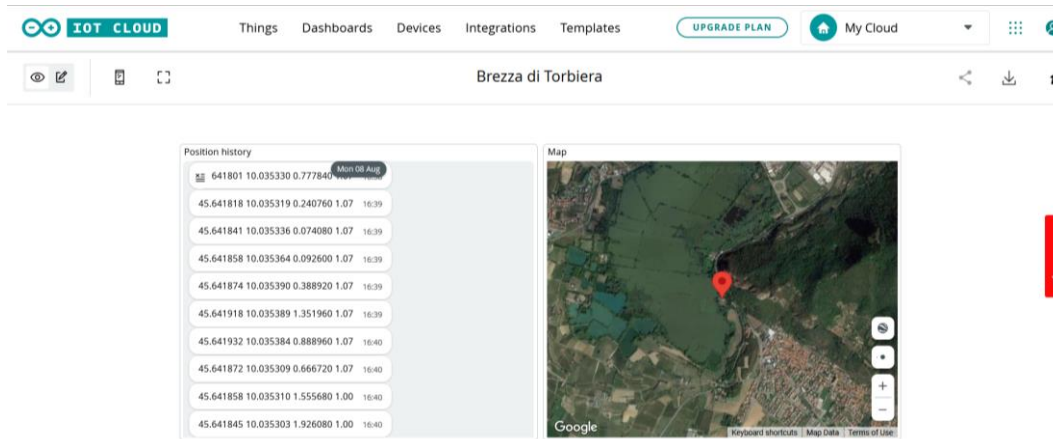 IOT CLOUD Things Dashboards Devices Integrations Templates UPGRADE PLAN My Cloud
Brezza di Torbiera
Position history
Mon 08 Aug
641801 10.035330 0.777840
45.641818 10.035319 0.240760 1.07 16:39
45.641841 10.035336 0.074080 1.07 16:39
45.641858 10.035364 0.092600 1.07 16:39
45.641874 10.035390 0.388920 1.07 16:39
45.641918 10.035389 1.351960 1.07 16:39
45.641932 10.035384 0.888960 1.07 16:40
45.641872 10.035309 0.666720 1.07 16:40
45.641858 10.035310 1.555680 1.00 16:40
45.641845 10.035303 1.926080 1.00 16:40
Map
Google
Keyboard shortcuts Map Data Terms of Use